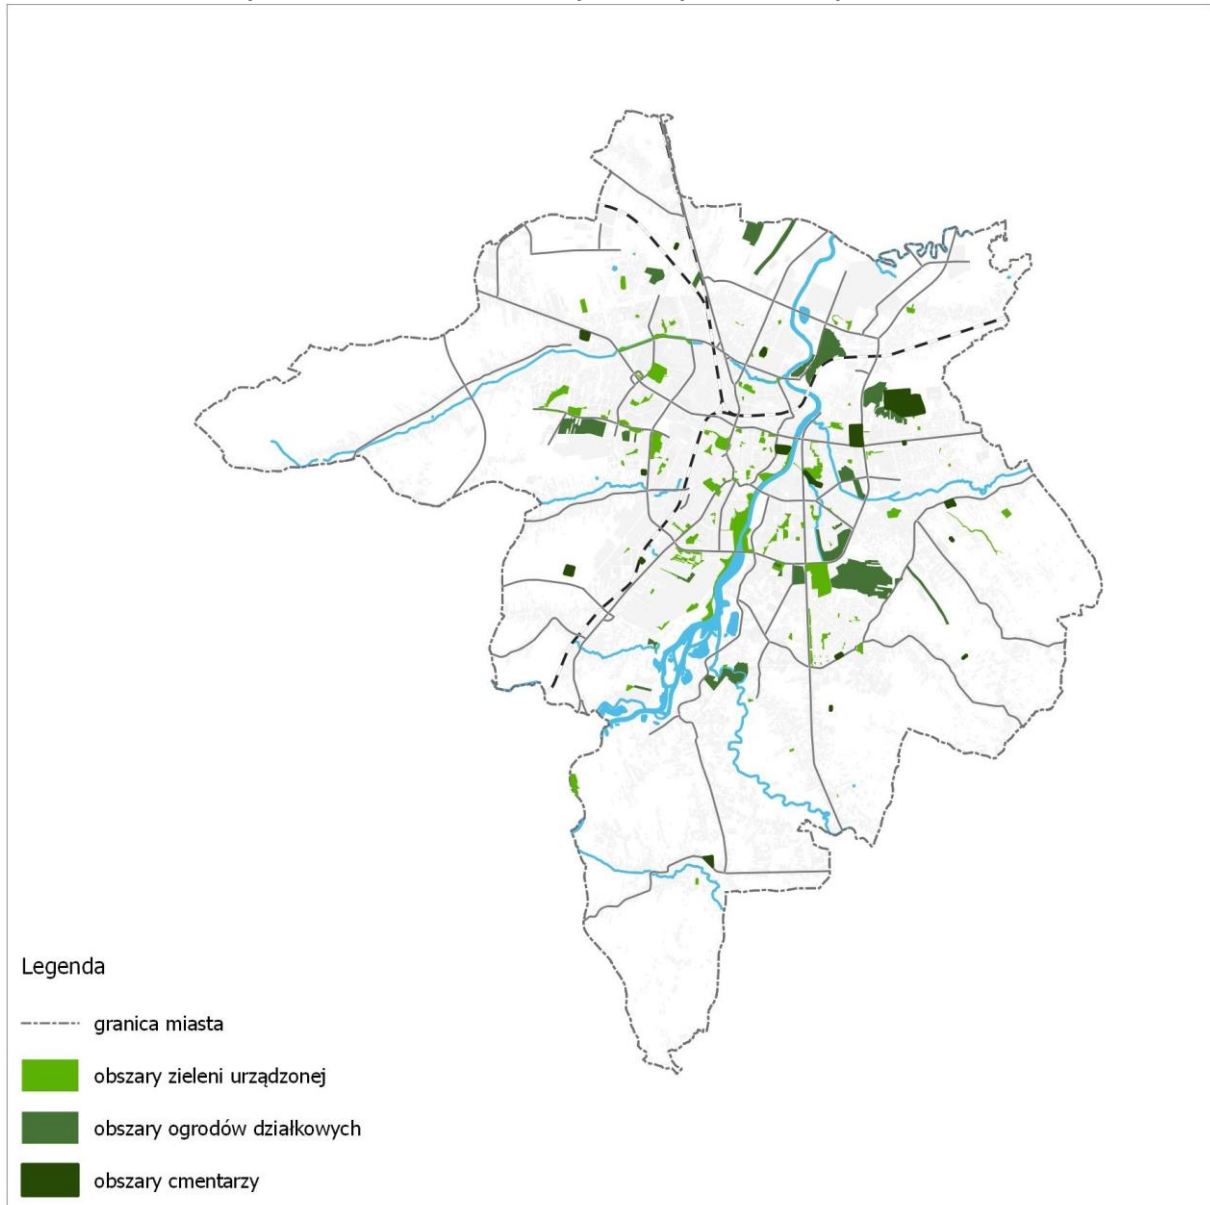 Legenda
granica miasta
obszary zieleni urządzonej
obszary ogrodów działkowych
obszary cmentarzy